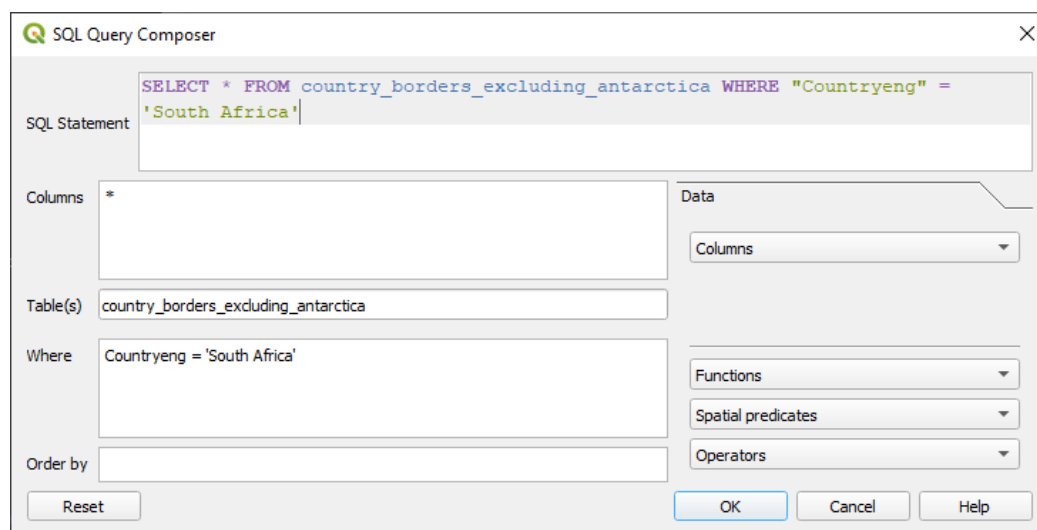 SQL Query Composer
SQL Statement
SELECT * FROM country_borders_excluding_antarctica WHERE "Countryeng" =
'South Africa'
Columns
*
Data
Columns
Table(s)
country_borders_excluding_antarctica
Where
Countryeng = 'South Africa'
Functions
Spatial predicates
Operators
Order by
Reset
OK
Cancel
Help